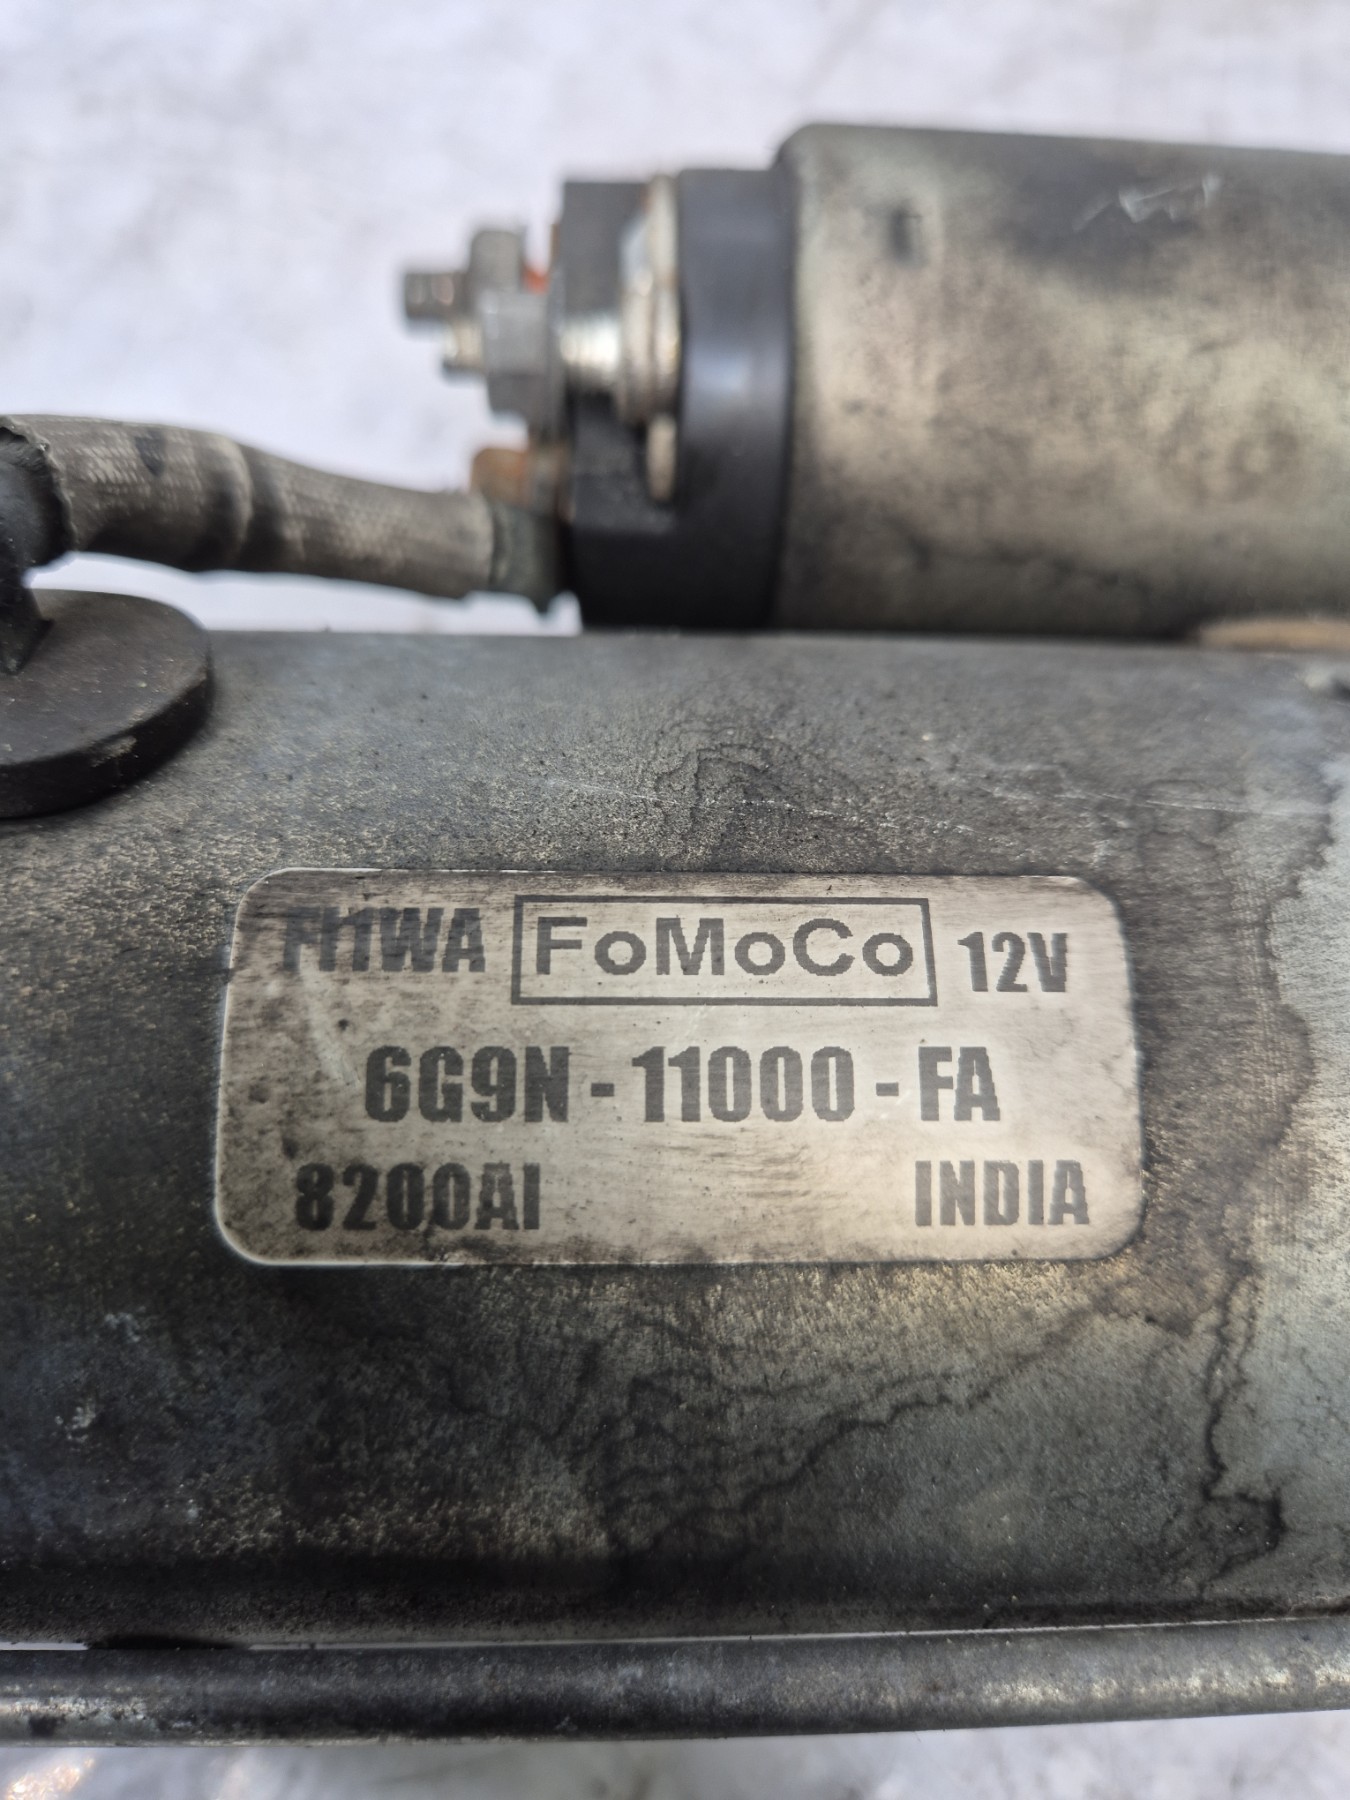 FoMoCo 12V
6G9N - 11000 - FA
8200AI INDIA